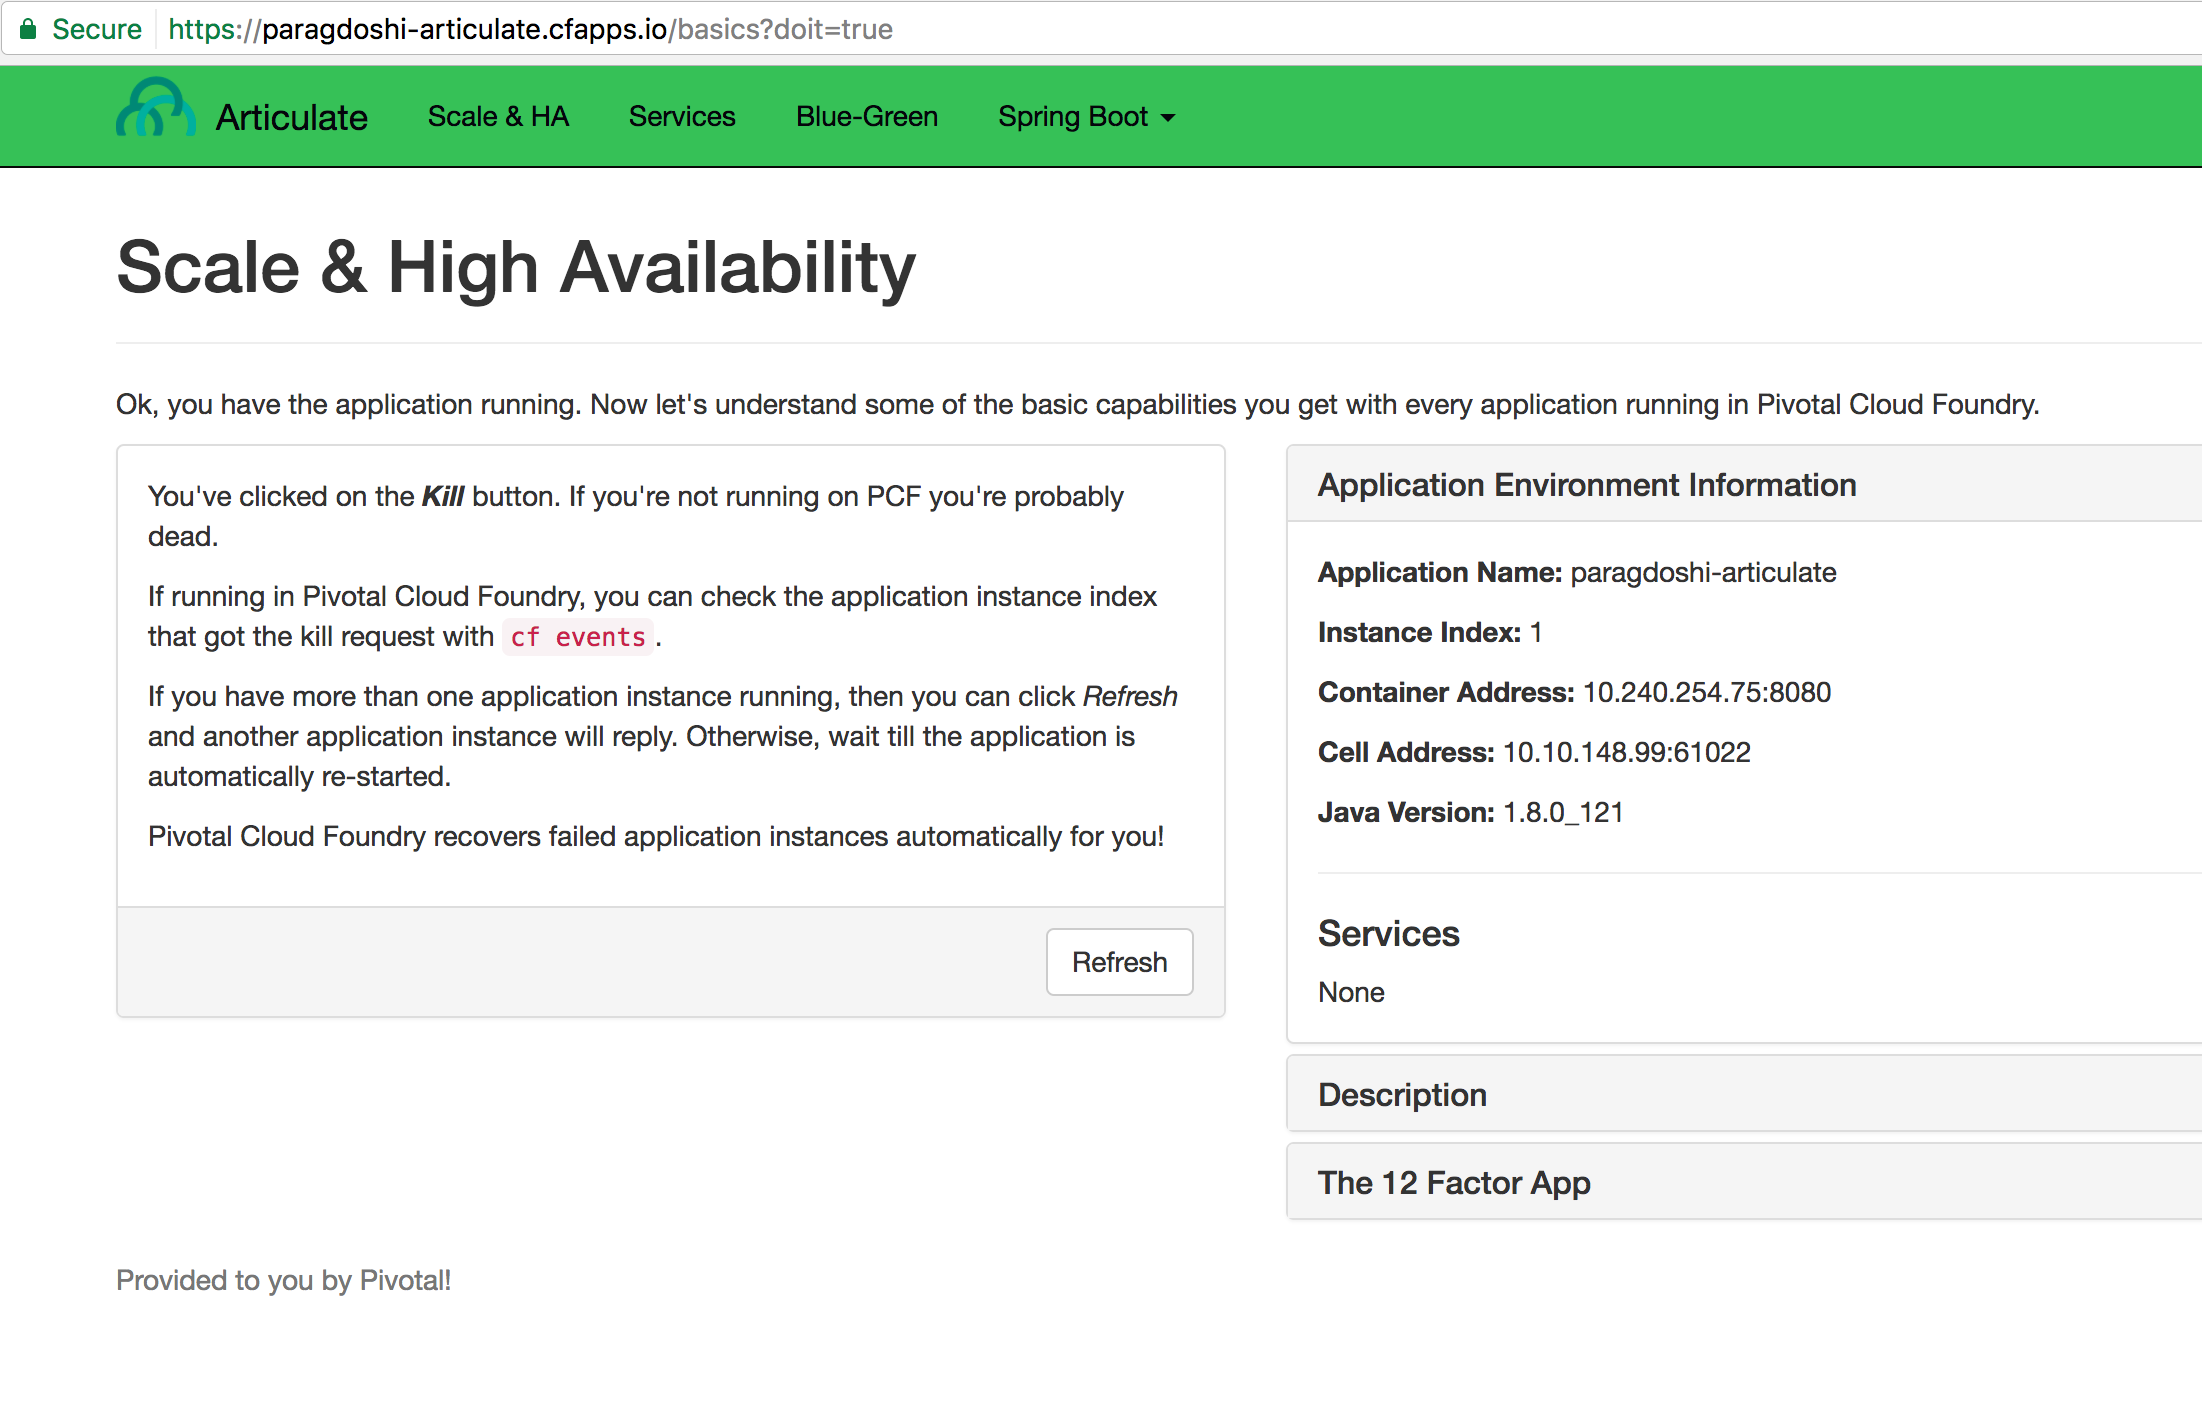 Secure https://paragdoshi-articulate.cfapps.io/basics?doit=true
Articulate Scale & HA Services Blue-Green Spring Boot
Scale & High Availability
Ok, you have the application running. Now let's understand some of the basic capabilities you get with every application running in Pivotal Cloud Foundry.
You've clicked on the Kill button. If you're not running on PCF you're probably
dead.
If running in Pivotal Cloud Foundry, you can check the application instance index
that got the kill request with cf events .
If you have more than one application instance running, then you can click Refresh
and another application instance will reply. Otherwise, wait till the application is
automatically re-started.
Pivotal Cloud Foundry recovers failed application instances automatically for you!
Refresh
Application Environment Information
Application Name: paragdoshi-articulate
Instance Index: 1
Container Address: 10.240.254.75:8080
Cell Address: 10.10.148.99:61022
Java Version: 1.8.0_121
Services
None
Description
The 12 Factor App
Provided to you by Pivotal!